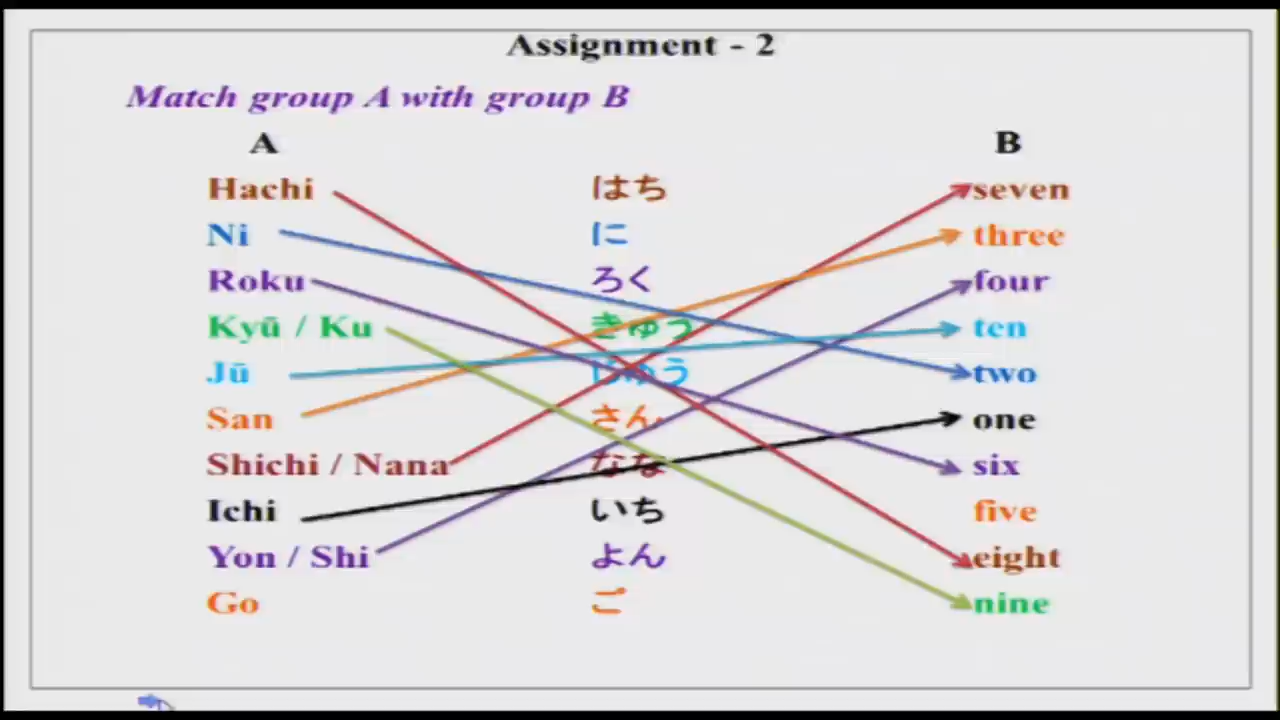 Assignment - 2
Match group A with group B
A B
Hachi はち seven
Ni に three
Roku ろく four
Kyū / Ku きゅう ten
Jū じゅう two
San さん one
Shichi / Nana なな six
Ichi いち five
Yon / Shi よん eight
Go ご nine